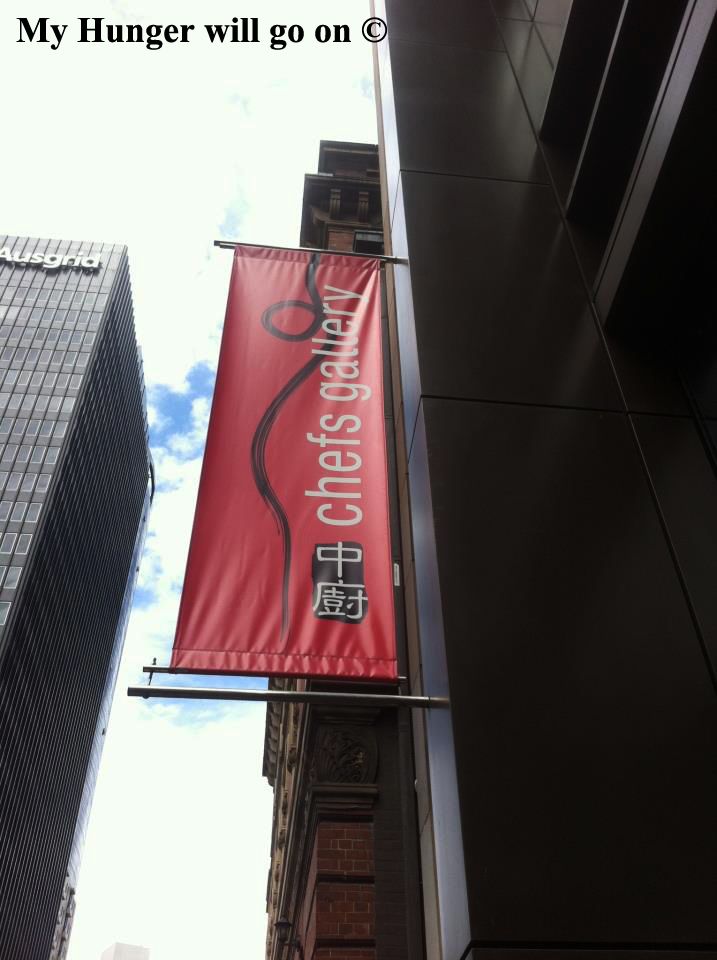 My Hunger will go on ©
Ausgrid
chefs gallery
中
廚